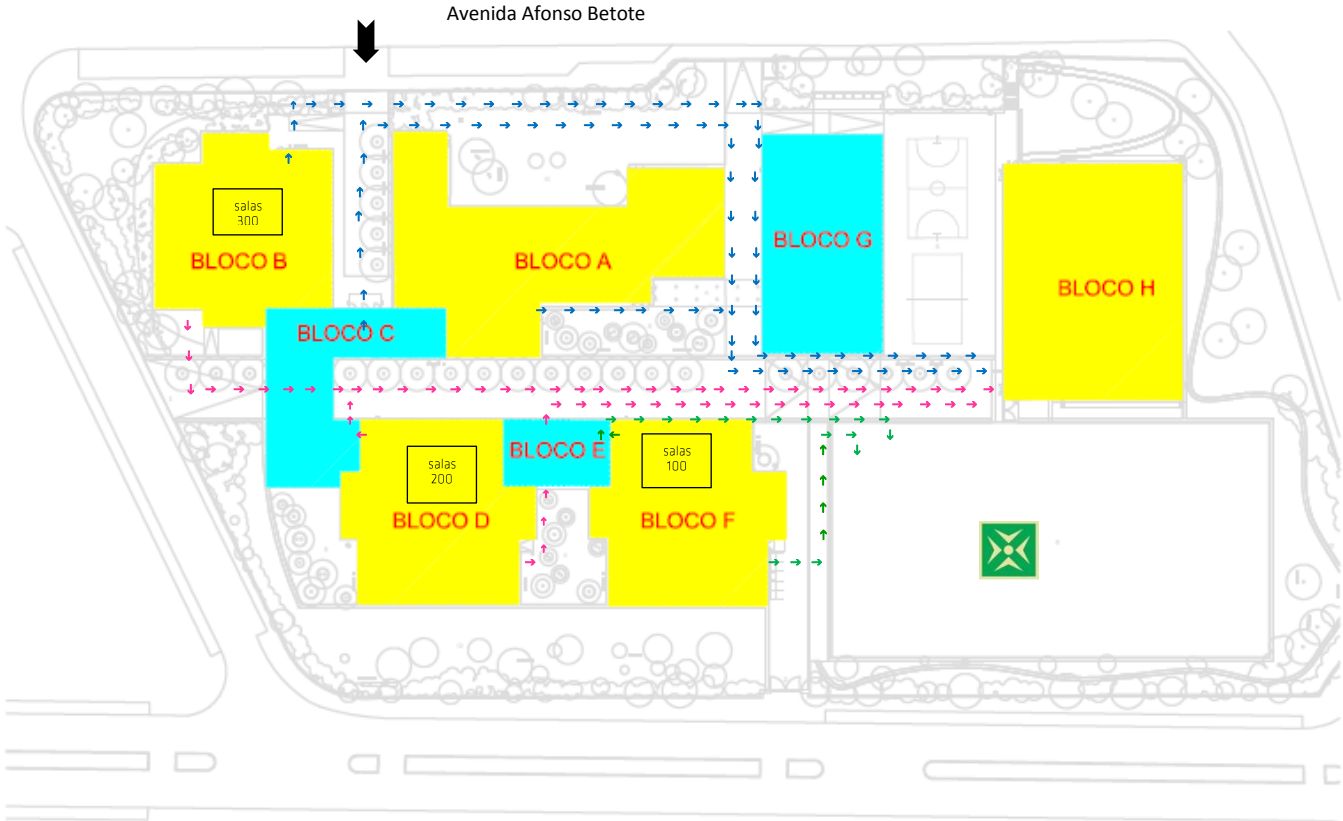 Avenida Afonso Betote
salas
300
BLOCO B
BLOCO A
BLOCO G
BLOCO H
BLOCO C
salas
200
BLOCO E
salas
100
BLOCO D
BLOCO F